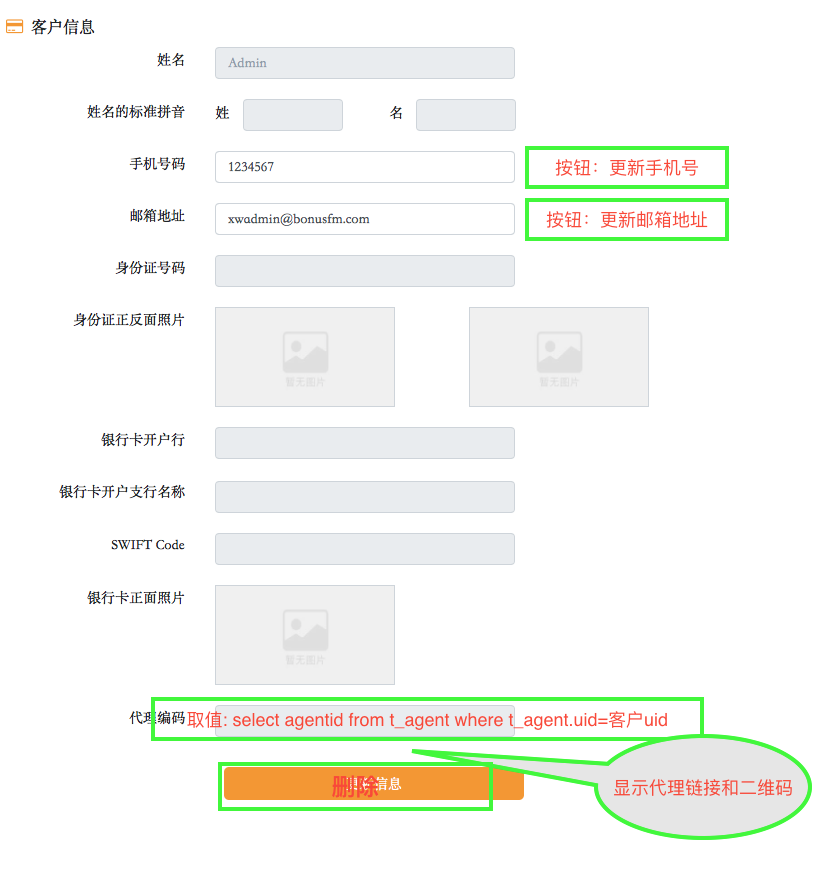 客户信息
姓名 Admin
姓名的标准拼音 姓 名
手机号码 1234567 按钮：更新手机号
邮箱地址 xwadmin@bonusfm.com 按钮：更新邮箱地址
身份证号码
身份证正反面照片
暂无图片 暂无图片
银行卡开户行
银行卡开户支行名称
SWIFT Code
银行卡正面照片
暂无图片
代理编码 取值: select agentid from t_agent where t_agent.uid=客户uid
删除 信息
显示代理链接和二维码